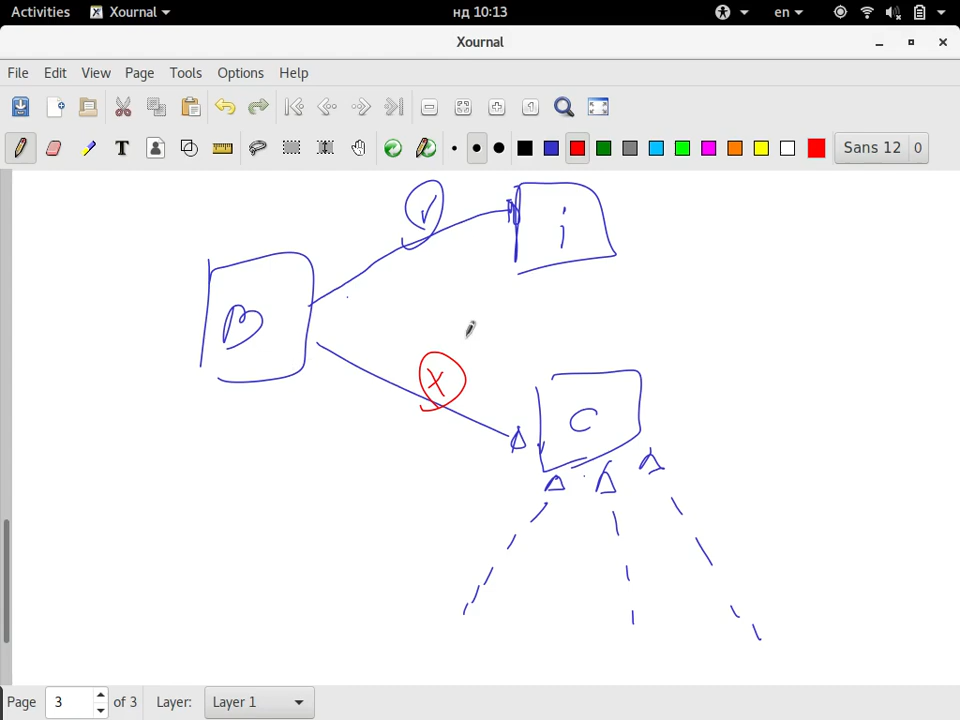 Activities Xournal нд 10:13 en
Xournal
File Edit View Page Tools Options Help
Sans 12 0
i
B
X
C
Page 3 of 3 Layer: Layer 1